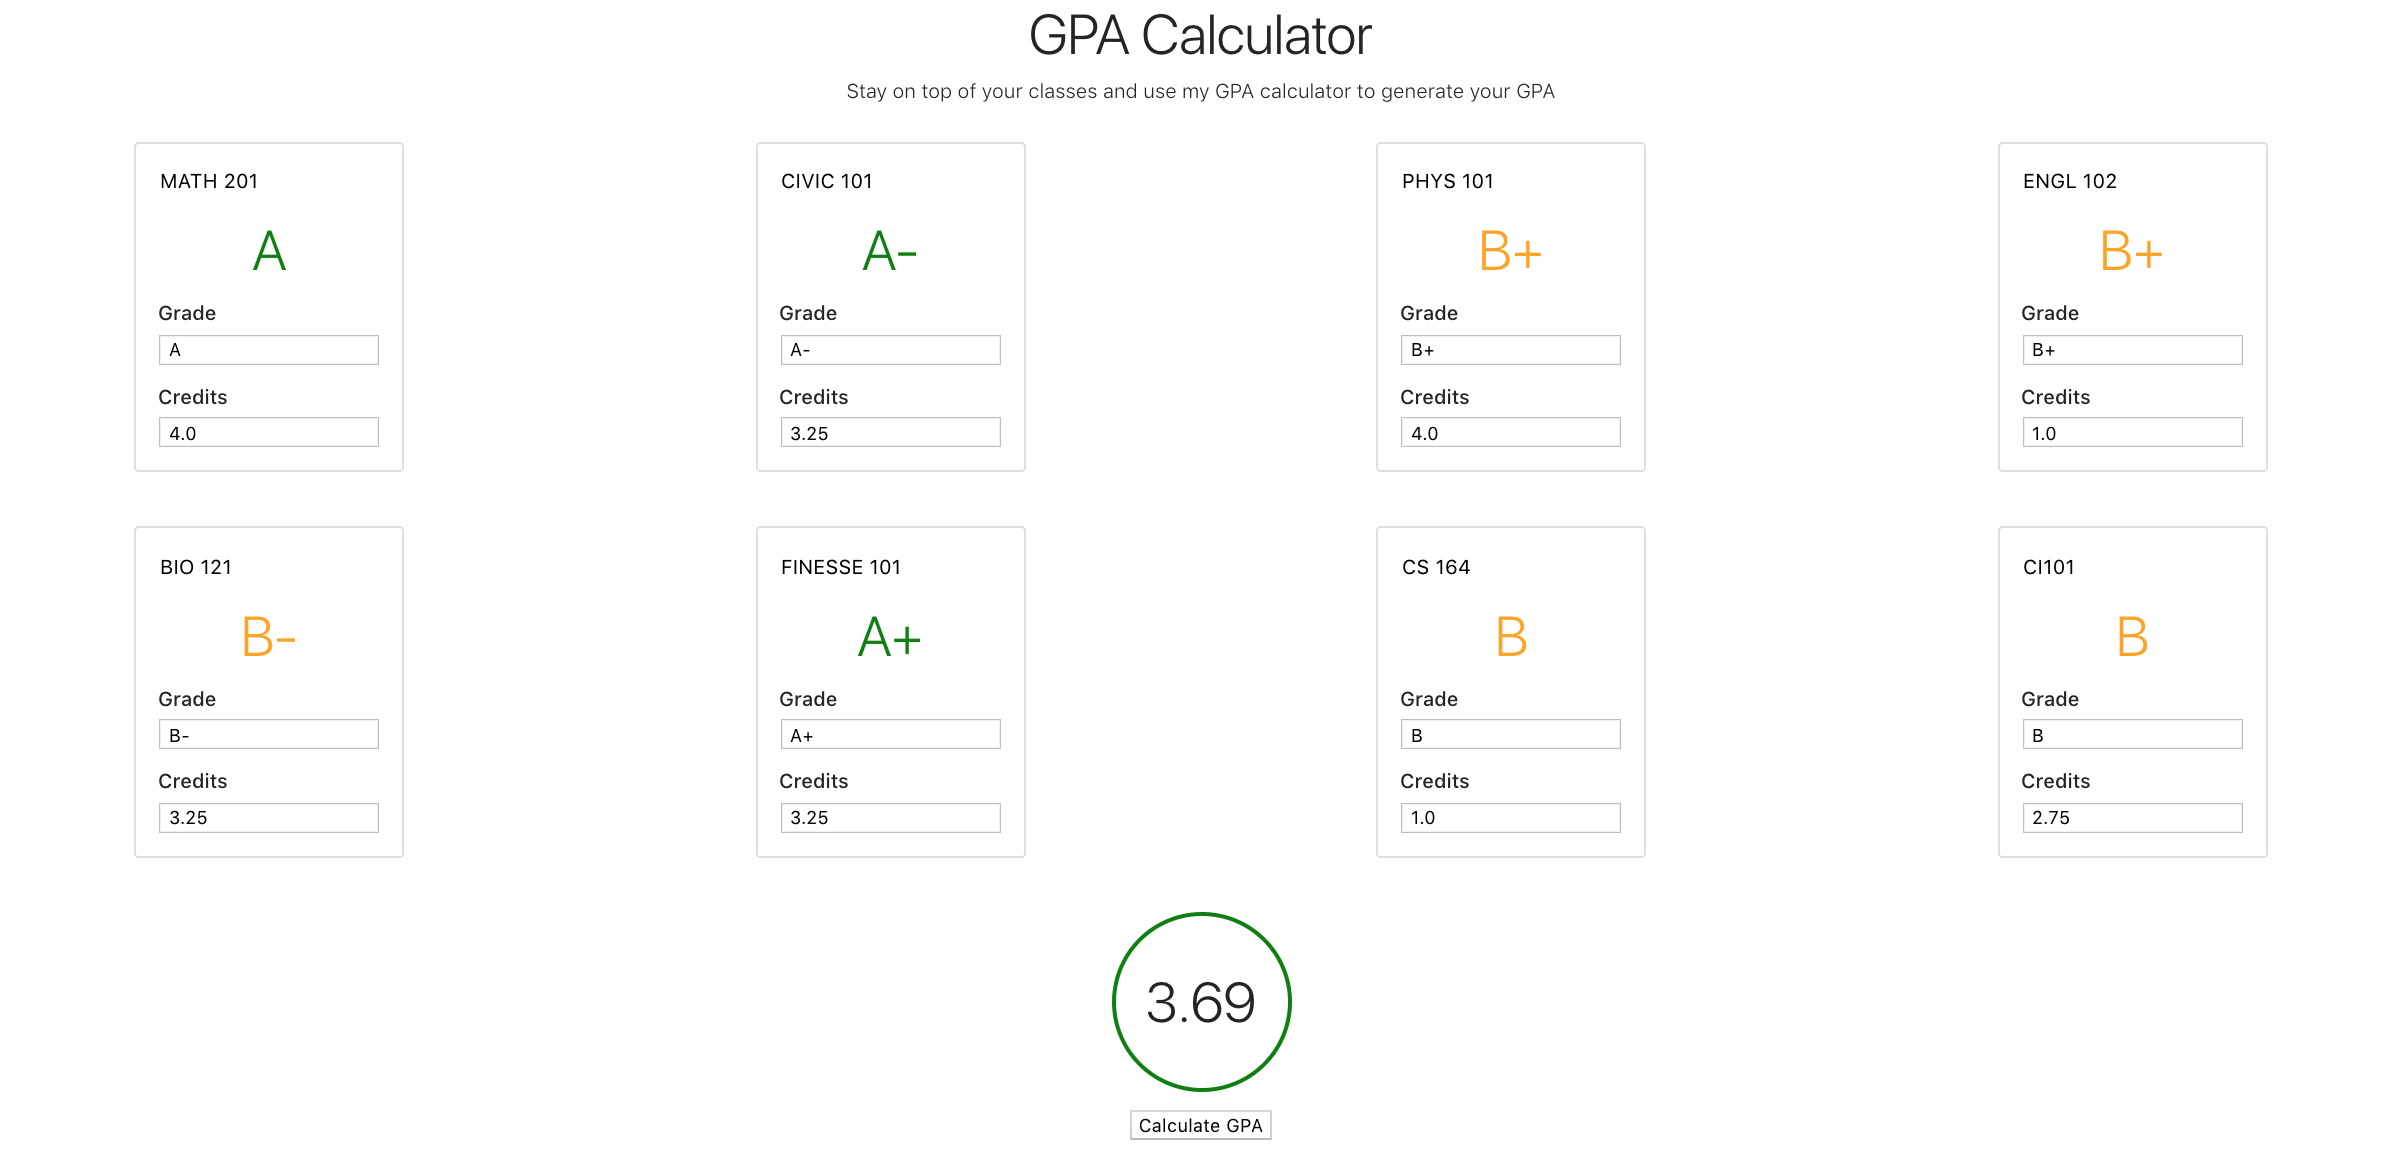 GPA Calculator
Stay on top of your classes and use my GPA calculator to generate your GPA
MATH 201
A
Grade
A
Credits
4.0
CIVIC 101
A-
Grade
A-
Credits
3.25
PHYS 101
B+
Grade
B+
Credits
4.0
ENGL 102
B+
Grade
B+
Credits
1.0
BIO 121
B-
Grade
B-
Credits
3.25
FINESSE 101
A+
Grade
A+
Credits
3.25
CS 164
B
Grade
B
Credits
1.0
CI101
B
Grade
B
Credits
2.75
3.69
Calculate GPA